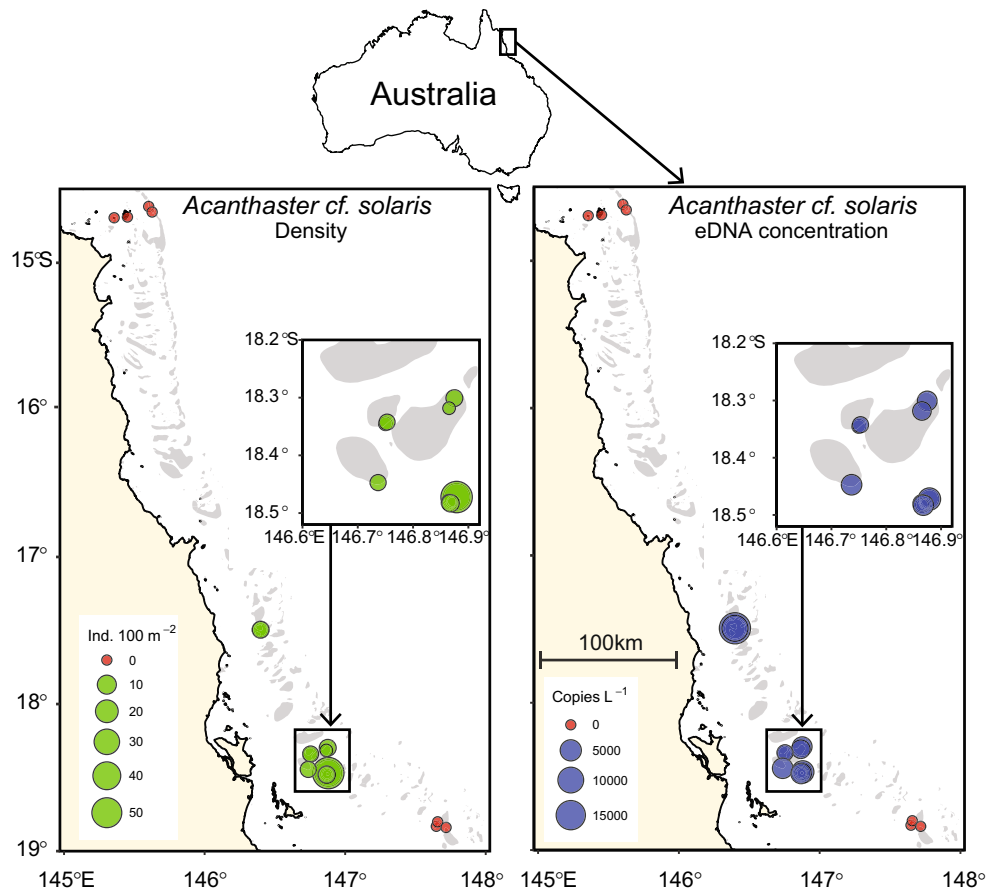 Australia
Acanthaster cf. solaris
Density
15°S
16°
17°
18°
19°
145°E
146°
147°
148°
18.2°S
18.3°
18.4°
18.5°
146.6°E 146.7° 146.8° 146.9°
Ind. 100 m⁻²
0
10
20
30
40
50
Acanthaster cf. solaris
eDNA concentration
18.2°S
18.3°
18.4°
18.5°
146.6°E 146.7° 146.8° 146.9°
100km
Copies L⁻¹
0
5000
10000
15000
145°E
146°
147°
148°